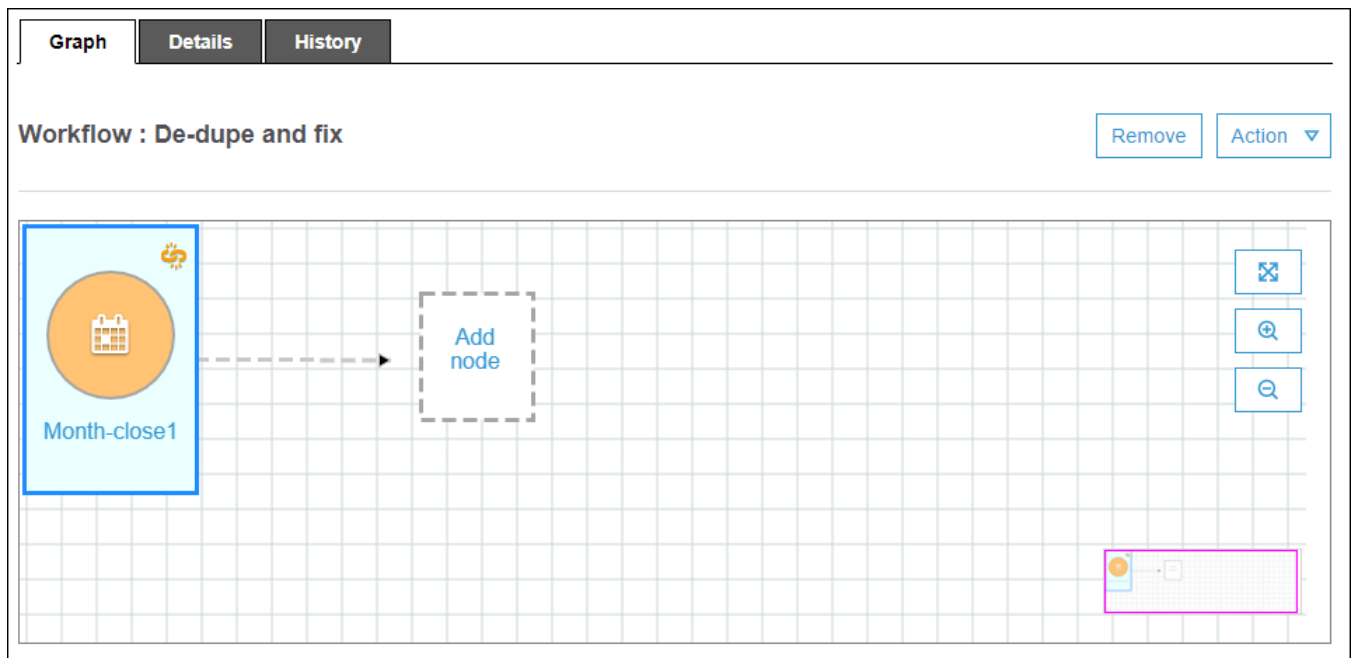 Graph Details History
Workflow : De-dupe and fix
Remove Action
Add
node
Month-close1